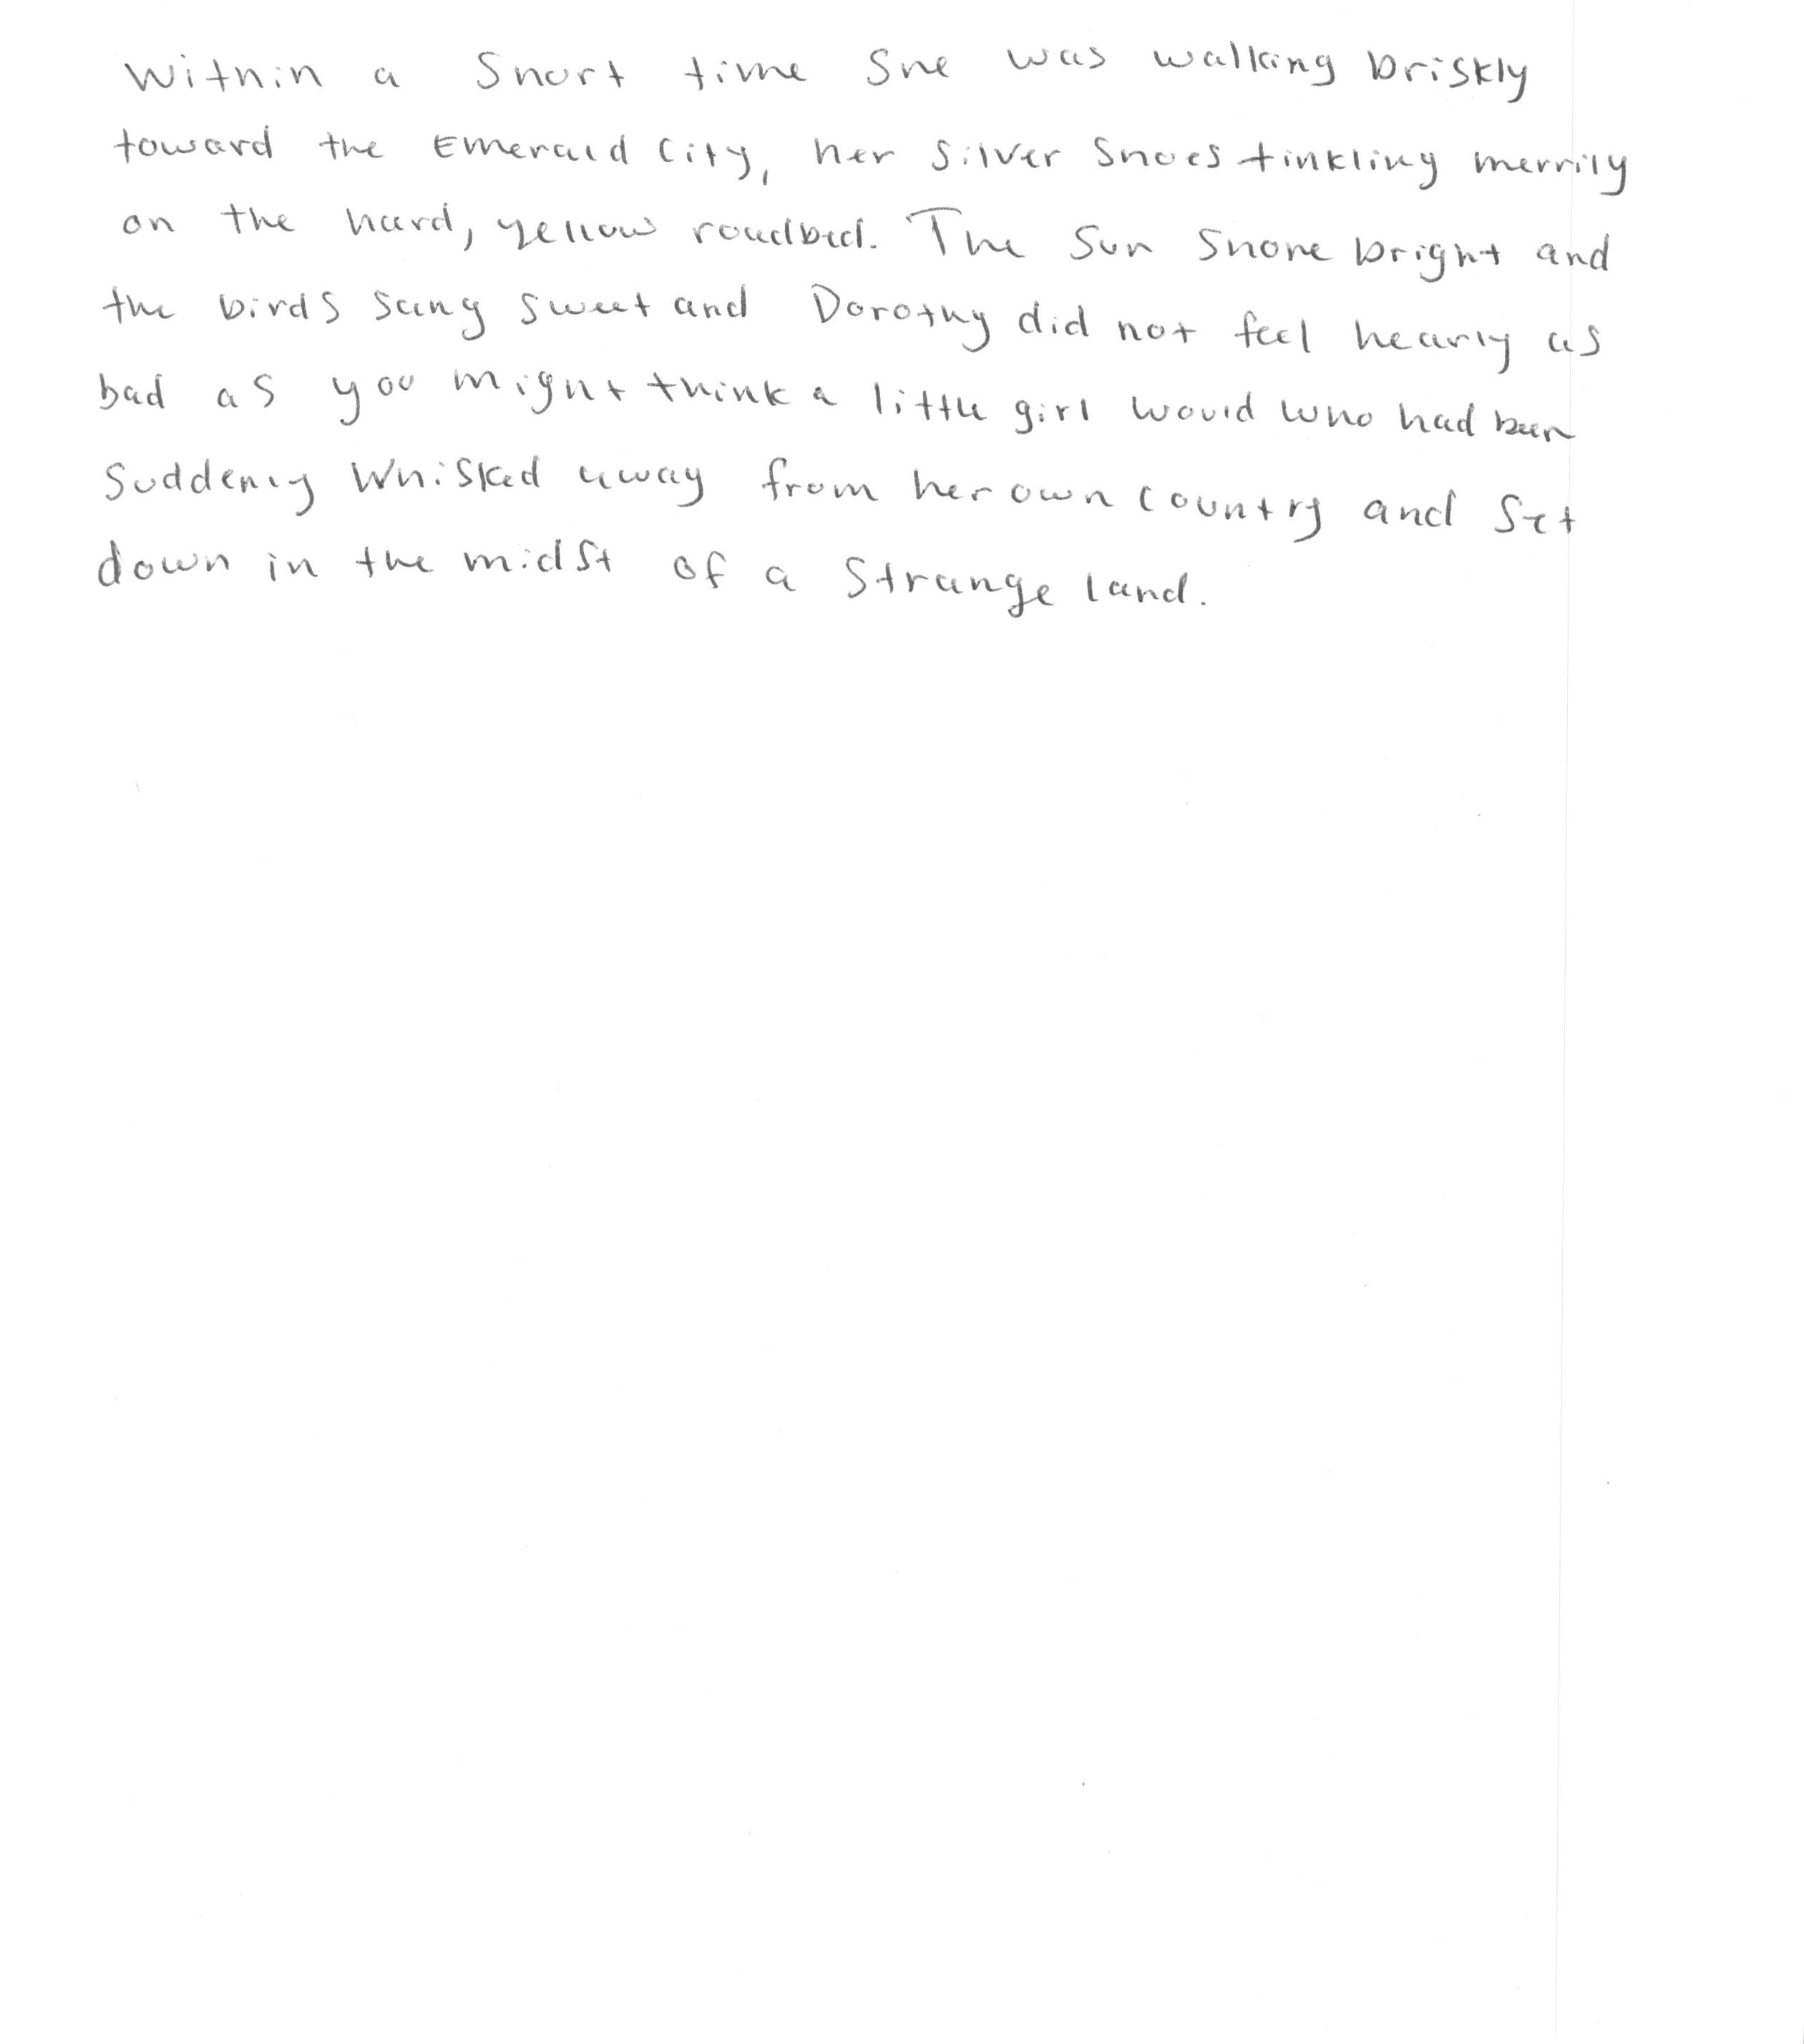 Within a short time she was walking briskly
toward the Emerald City, her silver shoes tinkling merrily
on the hard, yellow roadbed. The sun shone bright and
the birds sang sweet and Dorothy did not feel nearly as
bad as you might think a little girl would who had been
suddenly whisked away from her own country and set
down in the midst of a strange land.